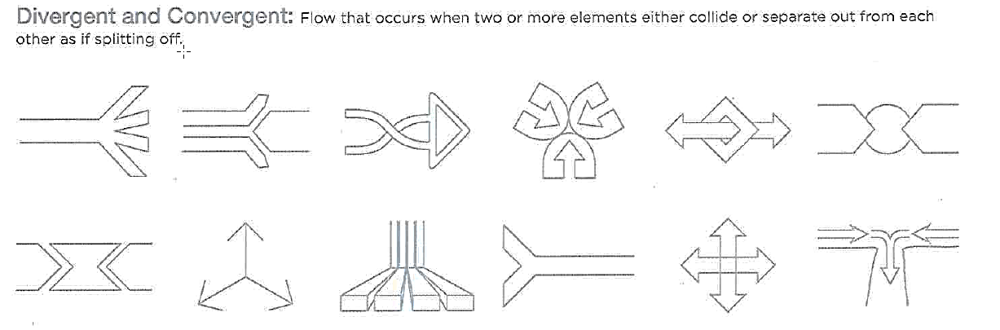 Divergent and Convergent: Flow that occurs when two or more elements either collide or separate out from each
other as if splitting off.